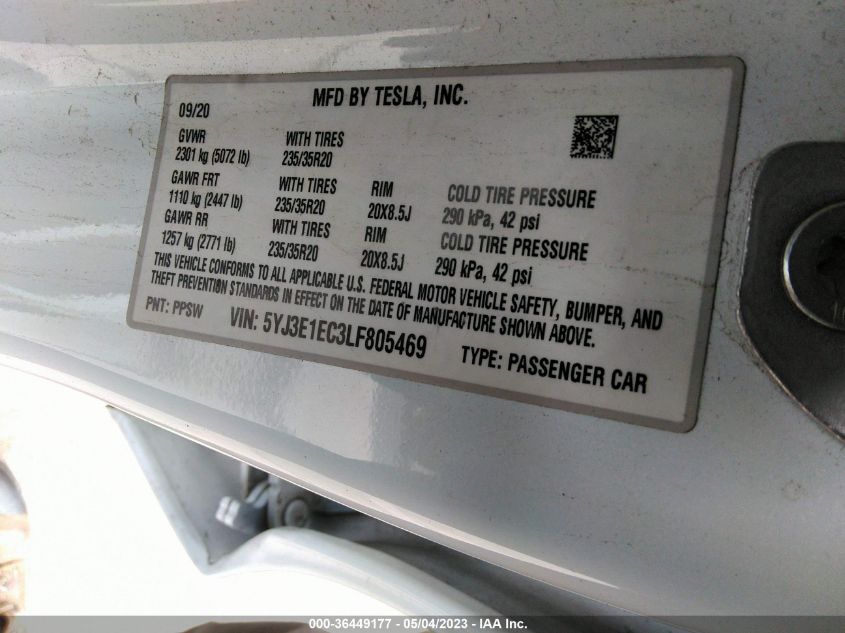 MFD BY TESLA, INC.
09/20
GVWR WITH TIRES
2301 kg (5072 lb) 235/35R20
GAWR FRT WITH TIRES RIM COLD TIRE PRESSURE
1110 kg (2447 lb) 235/35R20 20X8.5J 290 kPa, 42 psi
GAWR RR WITH TIRES RIM COLD TIRE PRESSURE
1257 kg (2771 lb) 235/35R20 20X8.5J 290 kPa, 42 psi
THIS VEHICLE CONFORMS TO ALL APPLICABLE U.S. FEDERAL MOTOR VEHICLE SAFETY, BUMPER, AND
THEFT PREVENTION STANDARDS IN EFFECT ON THE DATE OF MANUFACTURE SHOWN ABOVE.
PNT: PPSW VIN: 5YJ3E1EC3LF805469 TYPE: PASSENGER CAR
000-36449177 - 05/04/2023 - IAA Inc.